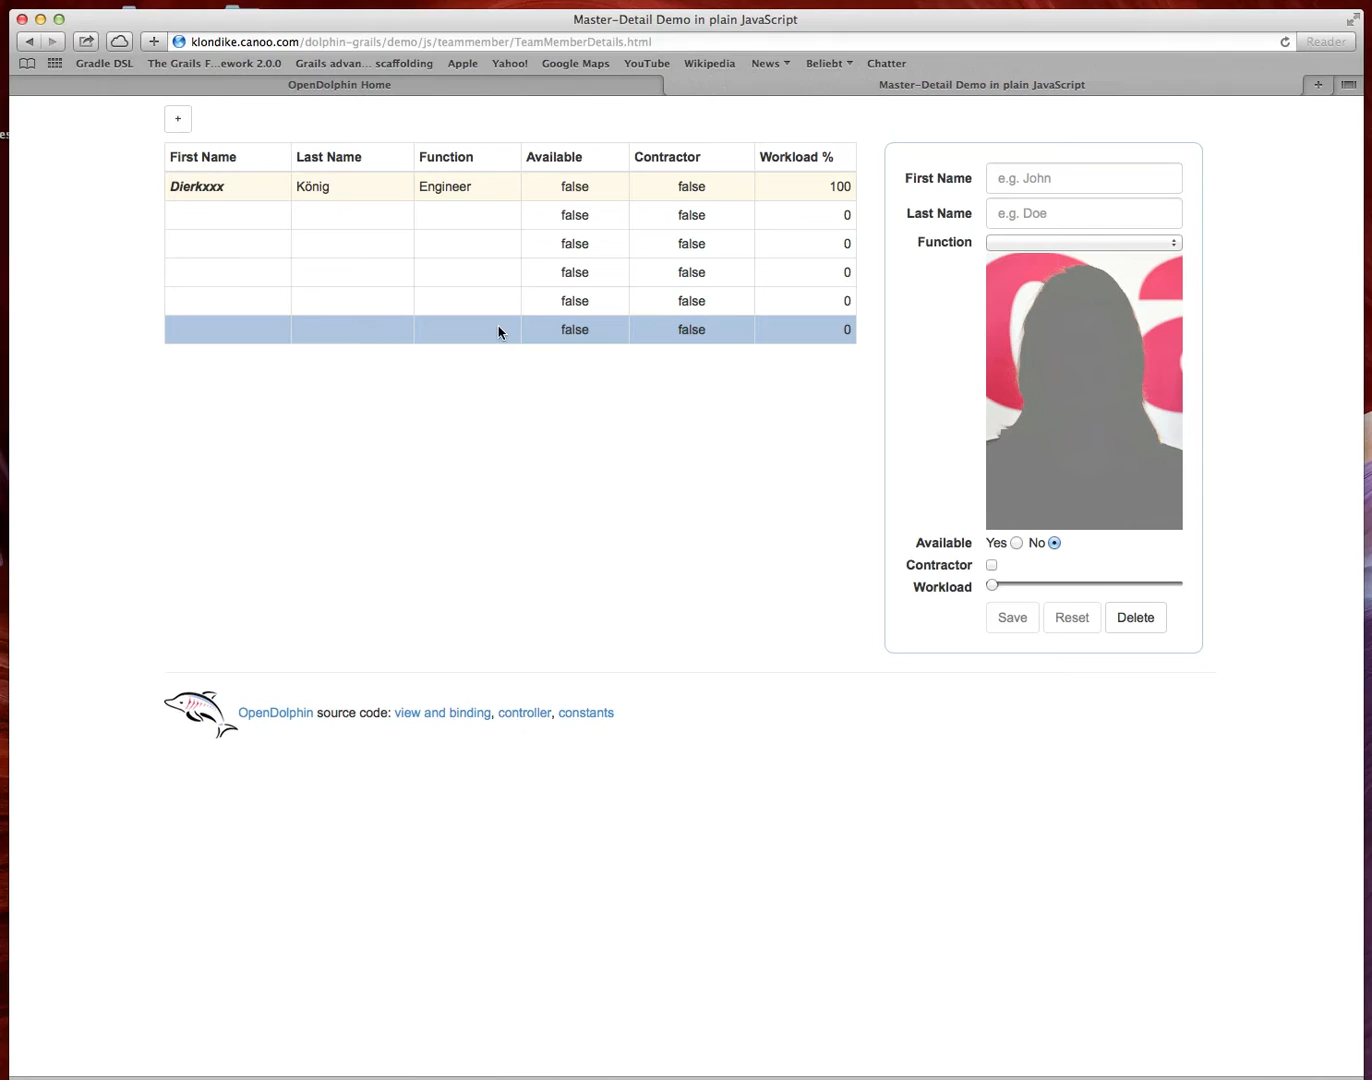 Master-Detail Demo in plain JavaScript
klondike.canoo.com/dolphin-grails/demo/js/teammember/TeamMemberDetails.html
Reader
Gradle DSL The Grails F...ework 2.0.0 Grails advan... scaffolding Apple Yahoo! Google Maps YouTube Wikipedia News Beliebt Chatter
OpenDolphin Home Master-Detail Demo in plain JavaScript
+
First Name Last Name Function Available Contractor Workload %
Dierkxxx König Engineer false false 100
false false 0
false false 0
false false 0
false false 0
false false 0
First Name e.g. John
Last Name e.g. Doe
Function
Available Yes No
Contractor
Workload
Save Reset Delete
OpenDolphin source code: view and binding, controller, constants